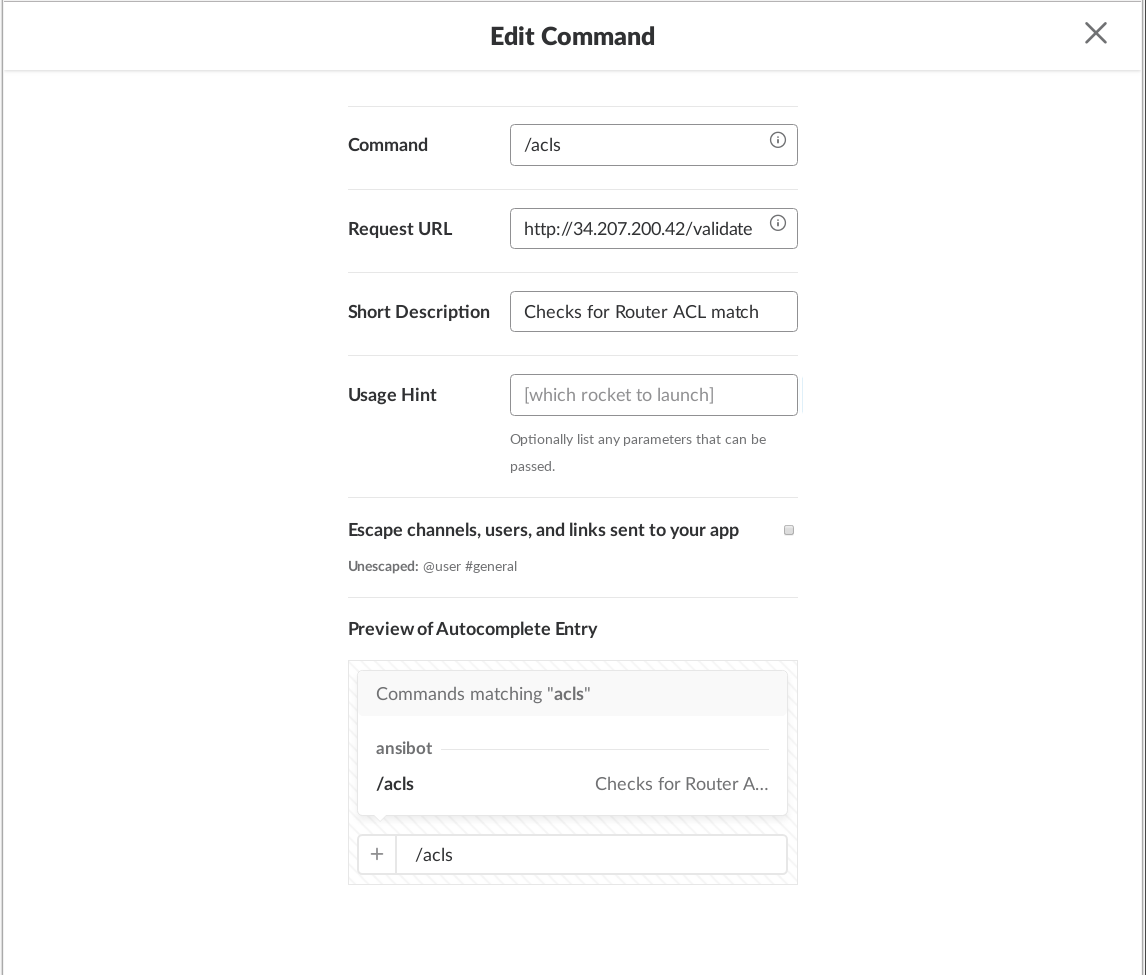 Edit Command
Command
/acls
Request URL
http://34.207.200.42/validate
Short Description
Checks for Router ACL match
Usage Hint
[which rocket to launch]
Optionally list any parameters that can be
passed.
Escape channels, users, and links sent to your app
Unescaped: @user #general
Preview of Autocomplete Entry
Commands matching "acls"
ansibot
/acls Checks for Router A...
+ /acls